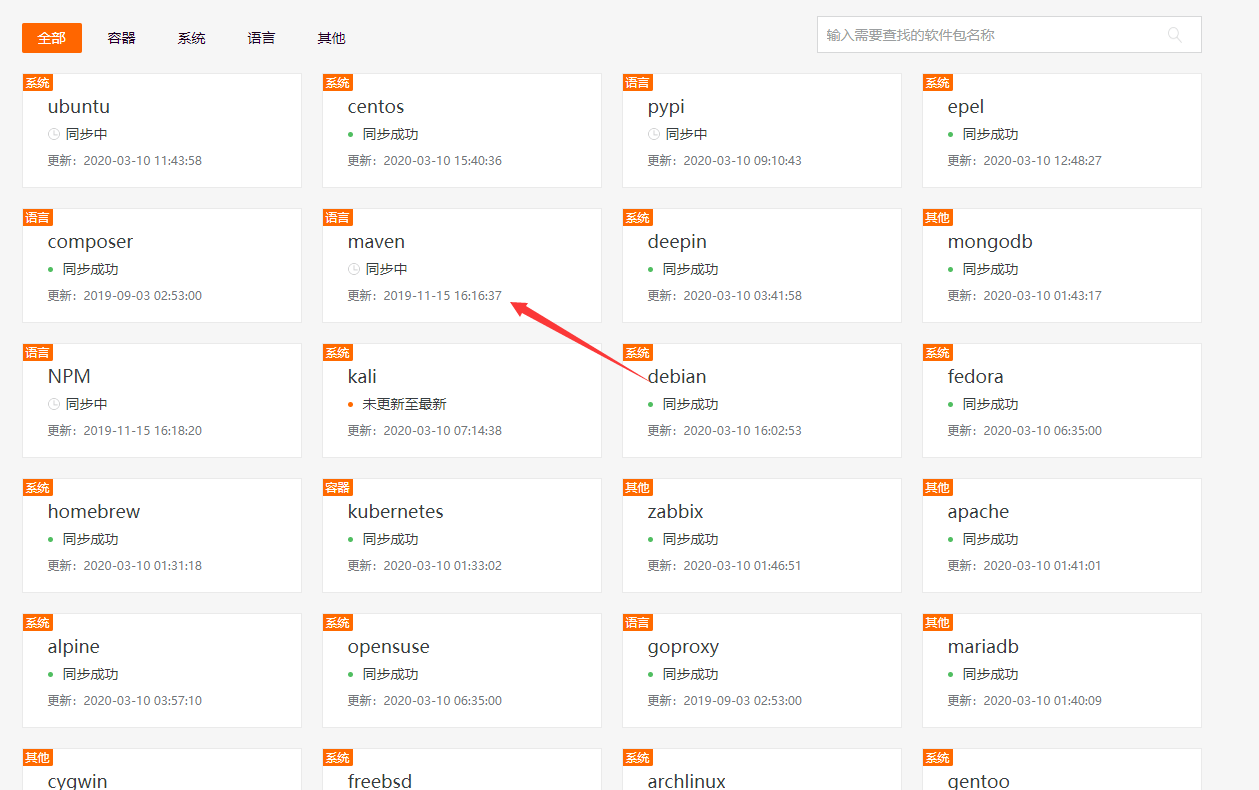 全部 容器 系统 语言 其他 输入需要查找的软件包名称
系统 系统 语言 系统
ubuntu centos pypi epel
同步中 同步成功 同步中 同步成功
更新：2020-03-10 11:43:58 更新：2020-03-10 15:40:36 更新：2020-03-10 09:10:43 更新：2020-03-10 12:48:27
语言 语言 系统 其他
composer maven deepin mongodb
同步成功 同步中 同步成功 同步成功
更新：2019-09-03 02:53:00 更新：2019-11-15 16:16:37 更新：2020-03-10 03:41:58 更新：2020-03-10 01:43:17
语言 系统 系统 系统
NPM kali debian fedora
同步中 未更新至最新 同步成功 同步成功
更新：2019-11-15 16:18:20 更新：2020-03-10 07:14:38 更新：2020-03-10 16:02:53 更新：2020-03-10 06:35:00
系统 容器 其他 其他
homebrew kubernetes zabbix apache
同步成功 同步成功 同步成功 同步成功
更新：2020-03-10 01:31:18 更新：2020-03-10 01:33:02 更新：2020-03-10 01:46:51 更新：2020-03-10 01:41:01
系统 系统 语言 其他
alpine opensuse goproxy mariadb
同步成功 同步成功 同步成功 同步成功
更新：2020-03-10 03:57:10 更新：2020-03-10 06:35:00 更新：2019-09-03 02:53:00 更新：2020-03-10 01:40:09
其他 系统 系统 系统
cygwin freebsd archlinux gentoo